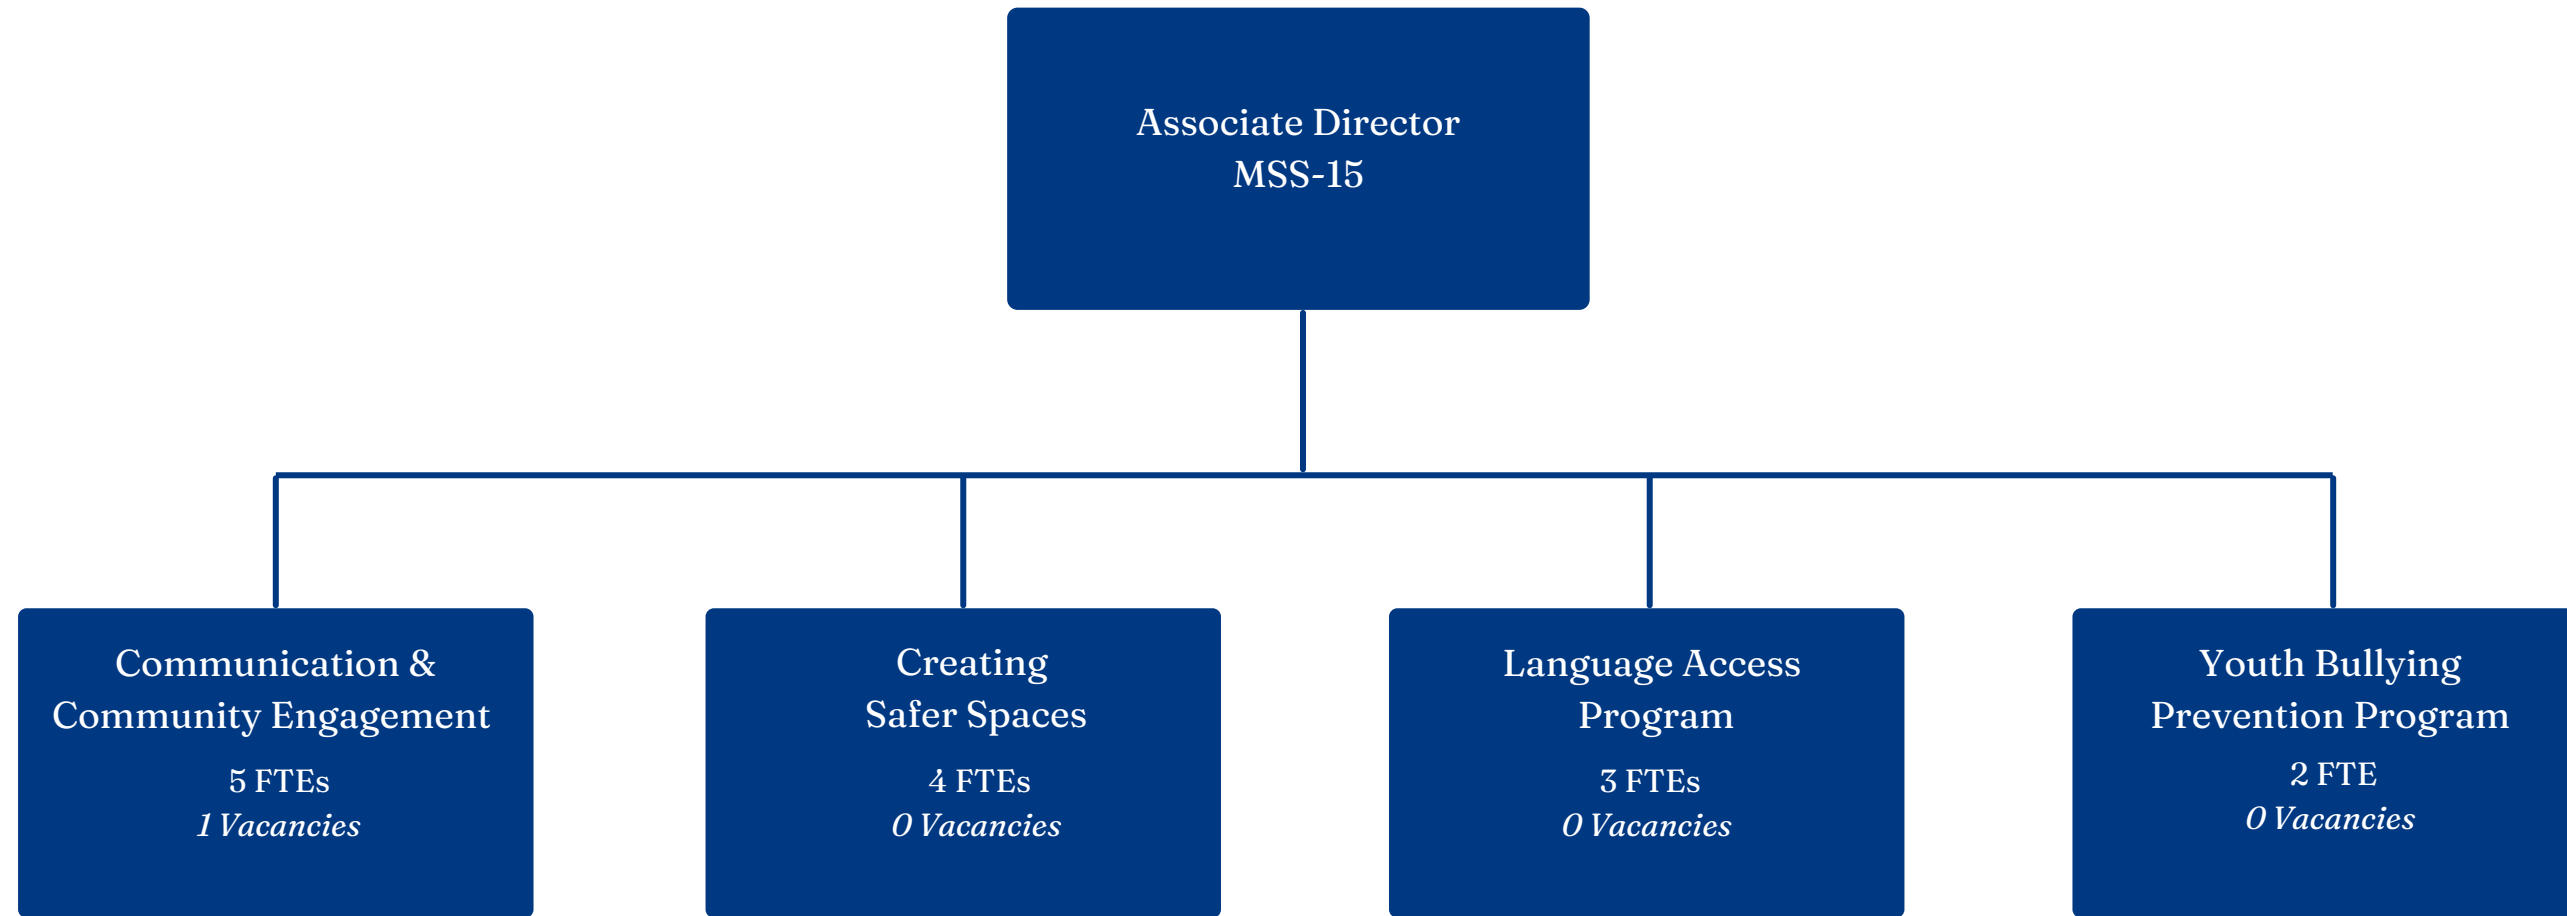 Associate Director
MSS-15
Communication &
Community Engagement
5 FTEs
1 Vacancies
Creating
Safer Spaces
4 FTEs
0 Vacancies
Language Access
Program
3 FTEs
0 Vacancies
Youth Bullying
Prevention Program
2 FTE
0 Vacancies